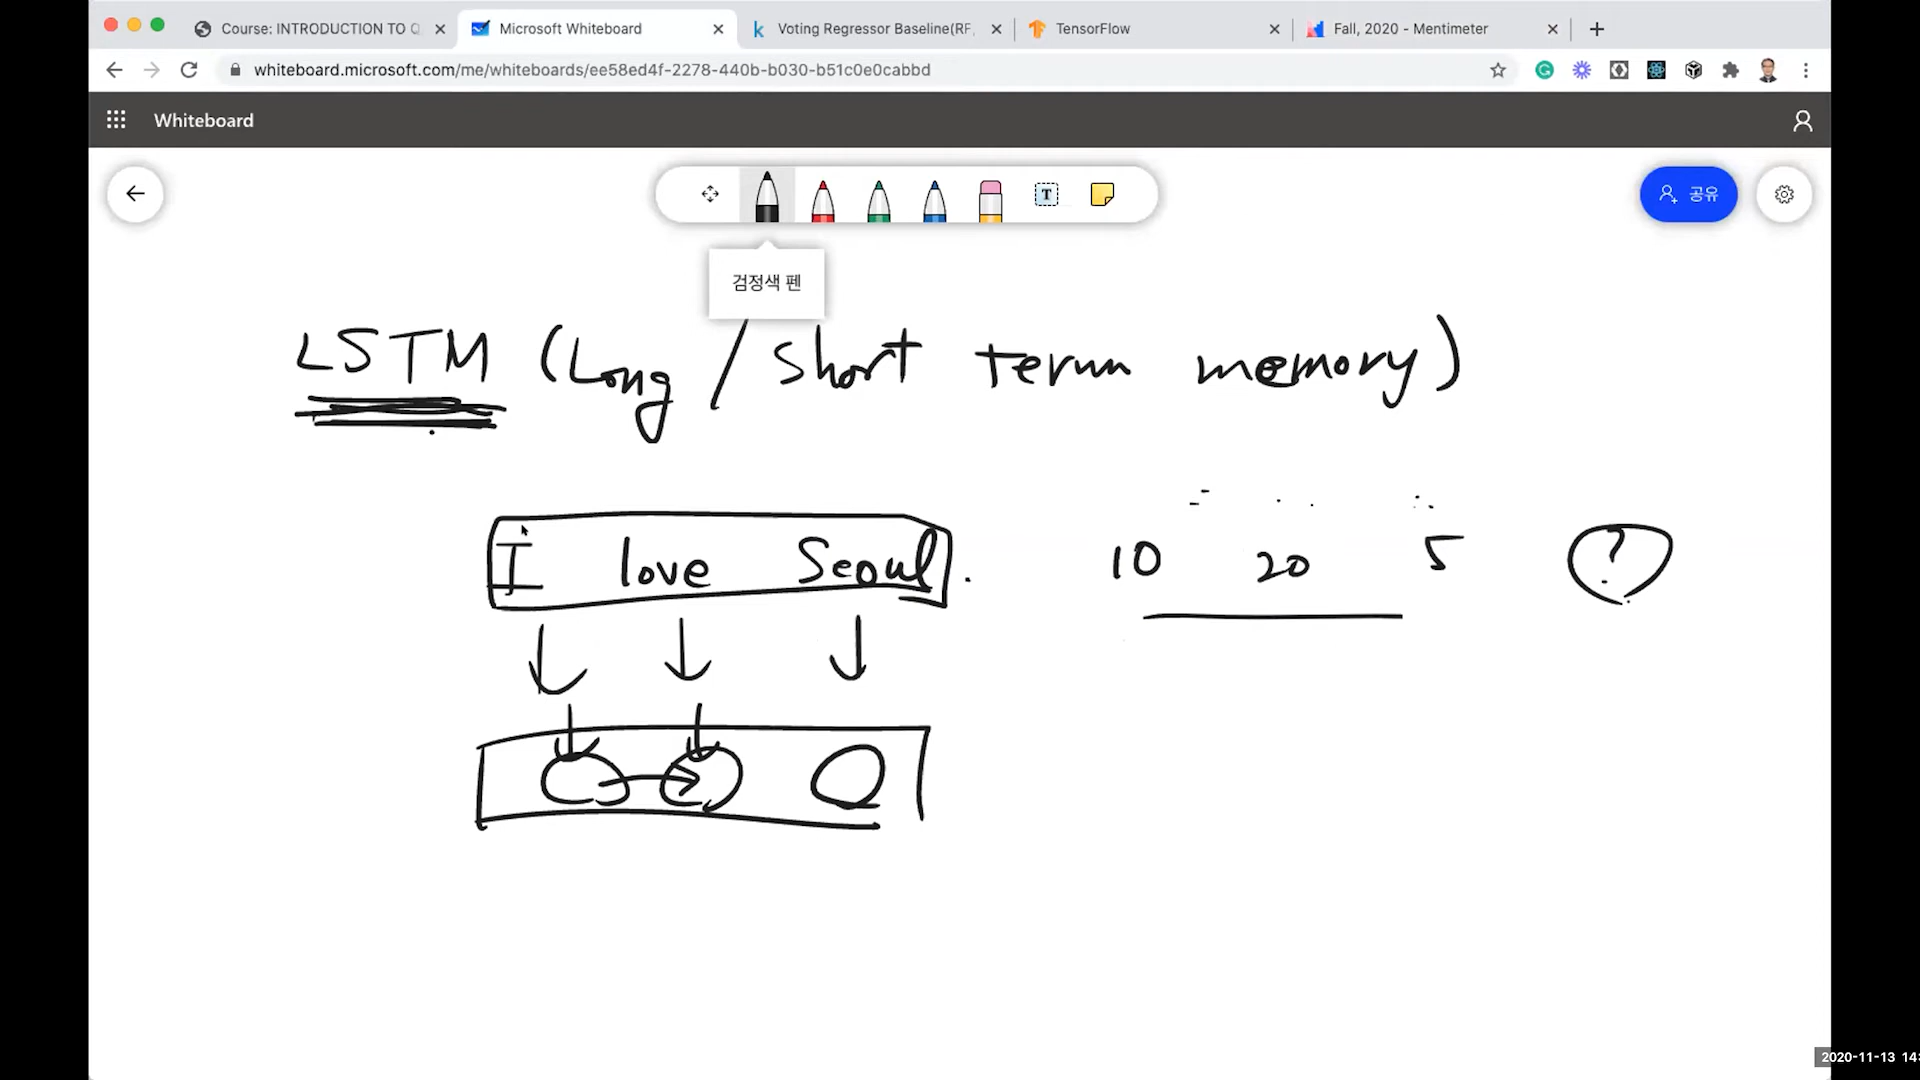 Course: INTRODUCTION TO Q
Microsoft Whiteboard
Voting Regressor Baseline(RF,
TensorFlow
Fall, 2020 - Mentimeter
whiteboard.microsoft.com/me/whiteboards/ee58ed4f-2278-440b-b030-b51c0e0cabbd
Whiteboard
T
공유
검정색 펜
LSTM (Long / Short term memory)
I love Seoul. 10 20 5 ?
2020-11-13 14: